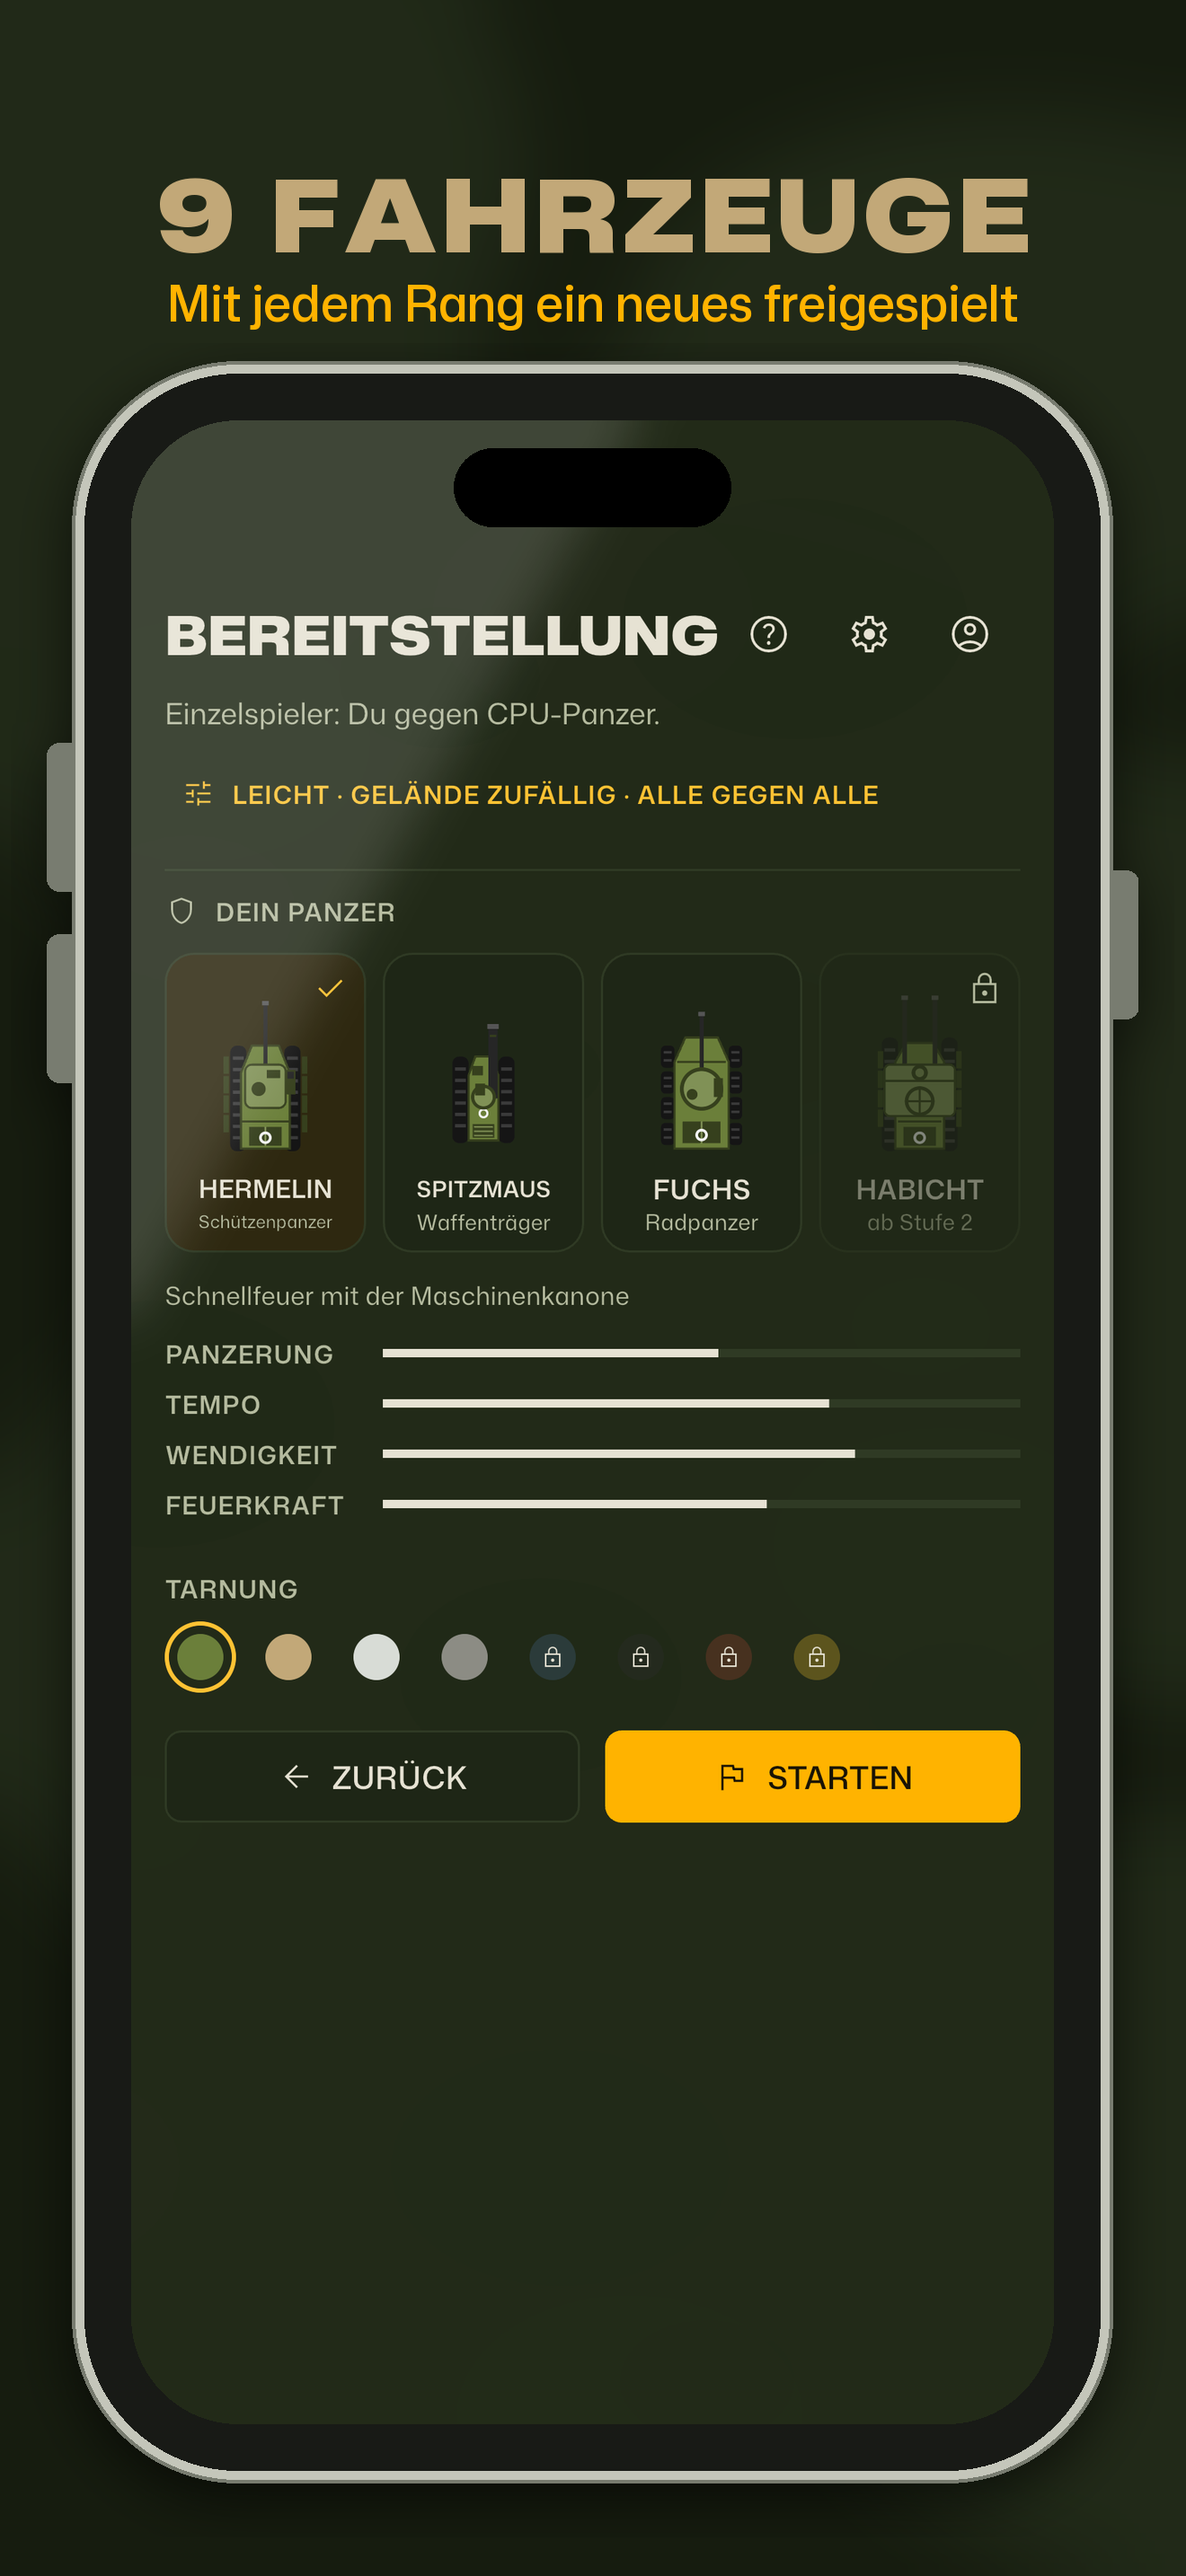 9 FAHRZEUGE
Mit jedem Rang ein neues freigespielt
BEREITSTELLUNG
Einzelspieler: Du gegen CPU-Panzer.
LEICHT · GELÄNDE ZUFÄLLIG · ALLE GEGEN ALLE
DEIN PANZER
HERMELIN
Schützenpanzer
SPITZMAUS
Waffenträger
FUCHS
Radpanzer
HABICHT
ab Stufe 2
Schnellfeuer mit der Maschinenkanone
PANZERUNG
TEMPO
WENDIGKEIT
FEUERKRAFT
TARNUNG
ZURÜCK
STARTEN